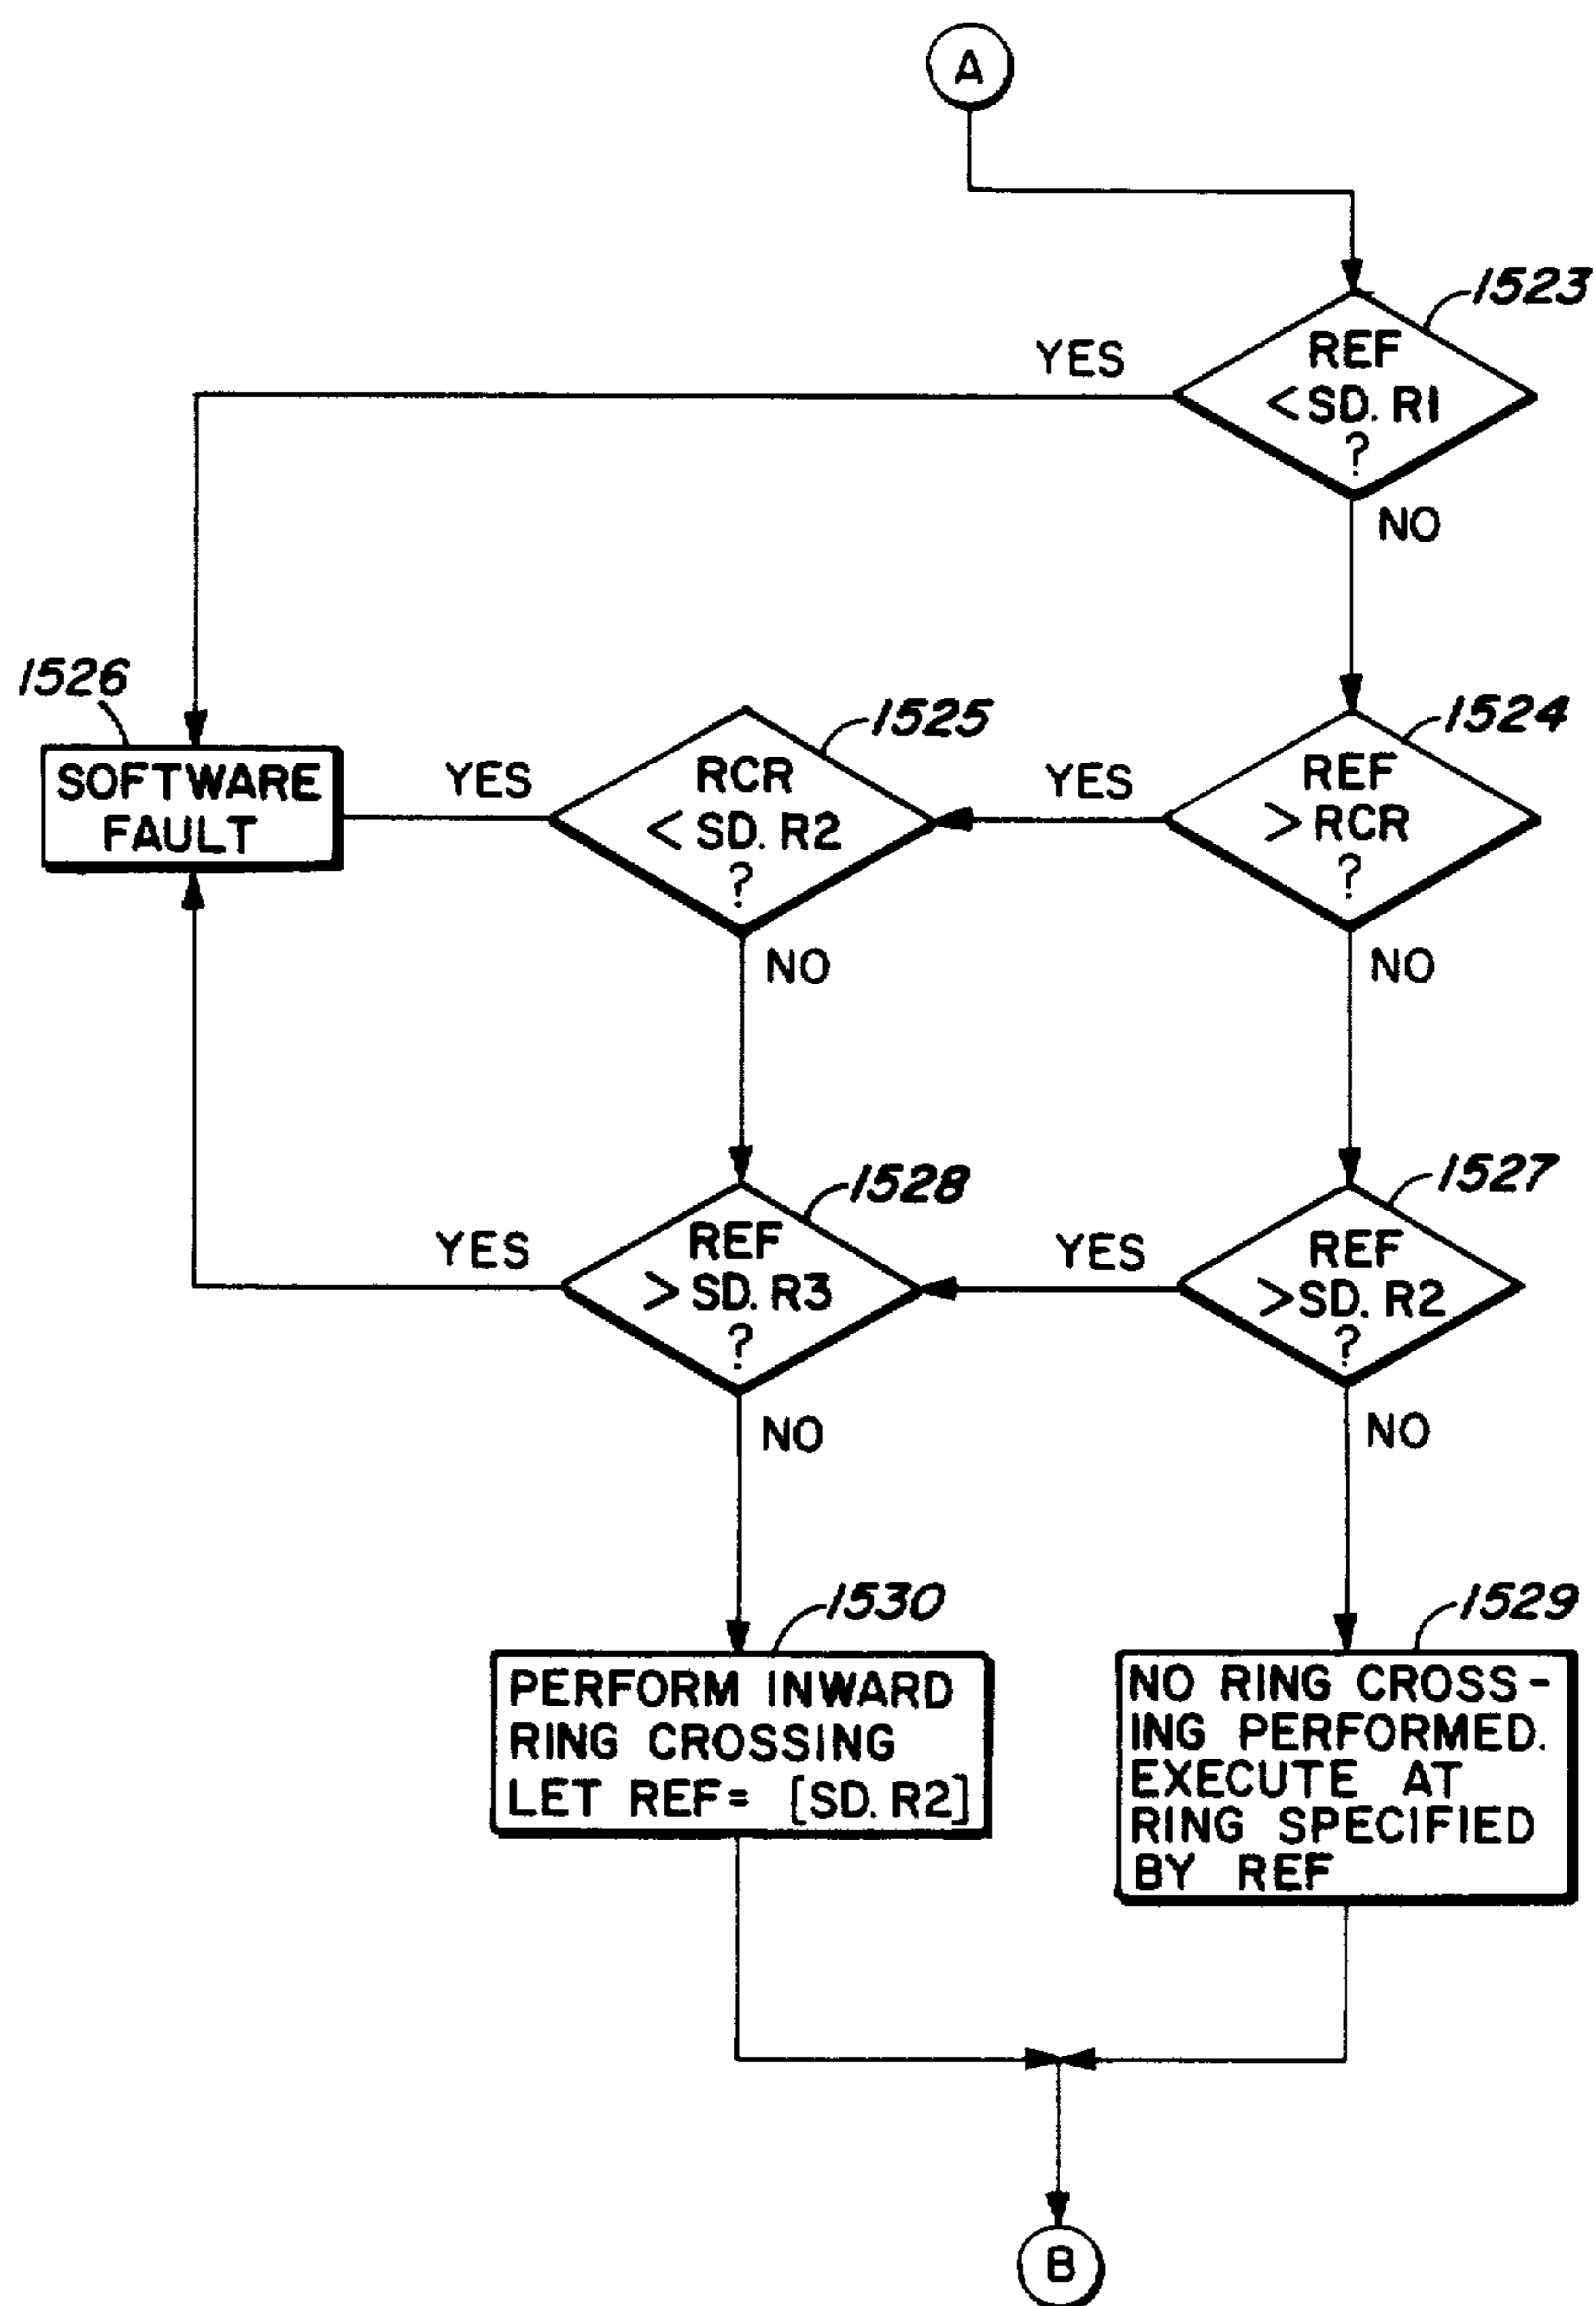 A
1523
REF
< SD. R1
?
YES
NO
1526
SOFTWARE
FAULT
YES
1525
RCR
< SD. R2
?
NO
YES
1524
REF
> RCR
?
NO
1528
REF
> SD. R3
?
YES
NO
1527
REF
> SD. R2
?
YES
NO
1530
PERFORM INWARD
RING CROSSING
LET REF = [SD. R2]
1529
NO RING CROSS-
ING PERFORMED.
EXECUTE AT
RING SPECIFIED
BY REF
B